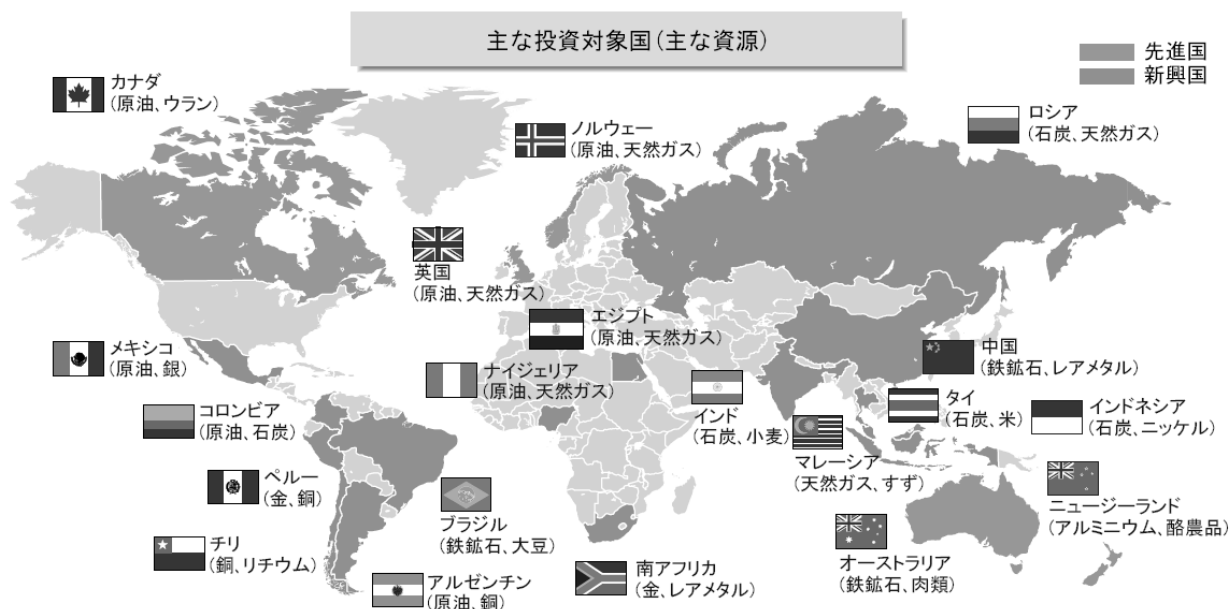 主な投資対象国(主な資源)
先進国
新興国
カナダ
(原油、ウラン)
ノルウェー
(原油、天然ガス)
ロシア
(石炭、天然ガス)
英国
(原油、天然ガス)
エジプト
(原油、天然ガス)
メキシコ
(原油、銀)
ナイジェリア
(原油、天然ガス)
中国
(鉄鉱石、レアメタル)
コロンビア
(原油、石炭)
インド
(石炭、小麦)
タイ
(石炭、米)
インドネシア
(石炭、ニッケル)
マレーシア
(天然ガス、すず)
ペルー
(金、銅)
ブラジル
(鉄鉱石、大豆)
ニュージーランド
(アルミニウム、酪農品)
チリ
(銅、リチウム)
オーストラリア
(鉄鉱石、肉類)
アルゼンチン
(原油、銅)
南アフリカ
(金、レアメタル)